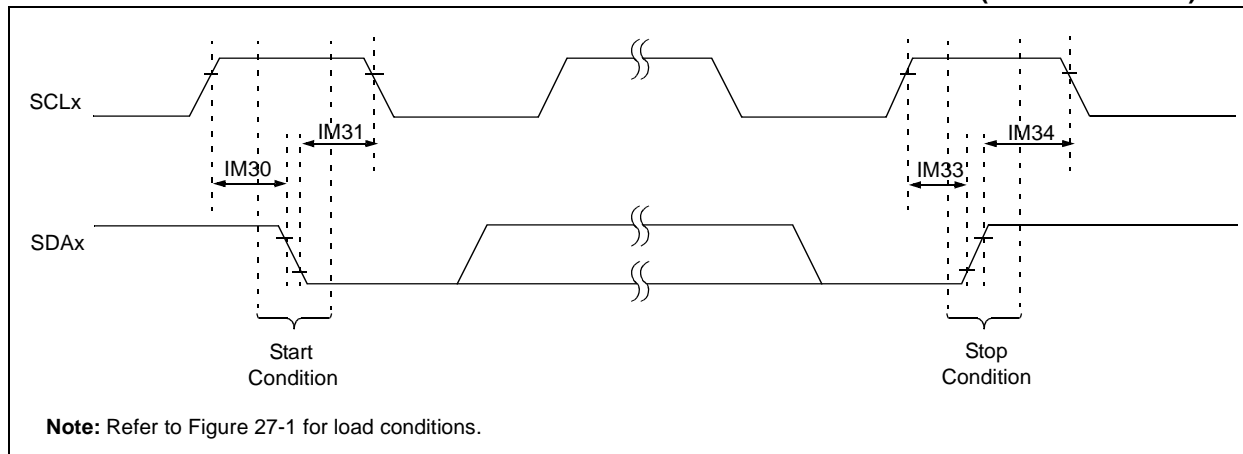 SCLx
IM31
IM34
IM30
IM33
SDAx
Start
Condition
Stop
Condition
Note: Refer to Figure 27-1 for load conditions.